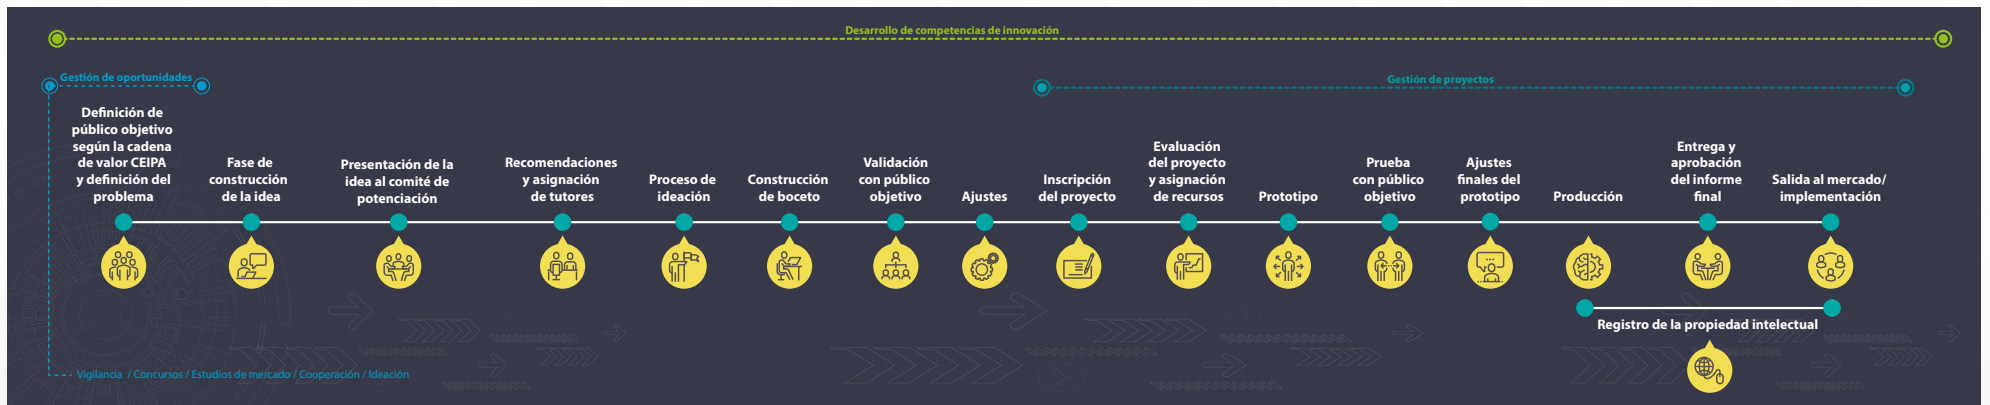 Desarrollo de competencias de innovación
Gestión de oportunidades
Gestión de proyectos
Definición de
público objetivo
según la cadena
de valor CEIPA
y definición del
problema
Fase de
construcción
de la idea
Presentación de la
idea al comité de
potenciación
Recomendaciones
y asignación
de tutores
Proceso de
ideación
Construcción
de boceto
Validación
con público
objetivo
Ajustes
Inscripción
del proyecto
Evaluación
del proyecto
y asignación
de recursos
Prototipo
Prueba
con público
objetivo
Ajustes
finales del
prototipo
Producción
Entrega y
aprobación
del informe
final
Salida al mercado/
implementación
Registro de la propiedad intelectual
Vigilancia / Concursos / Estudios de mercado / Cooperación / Ideación